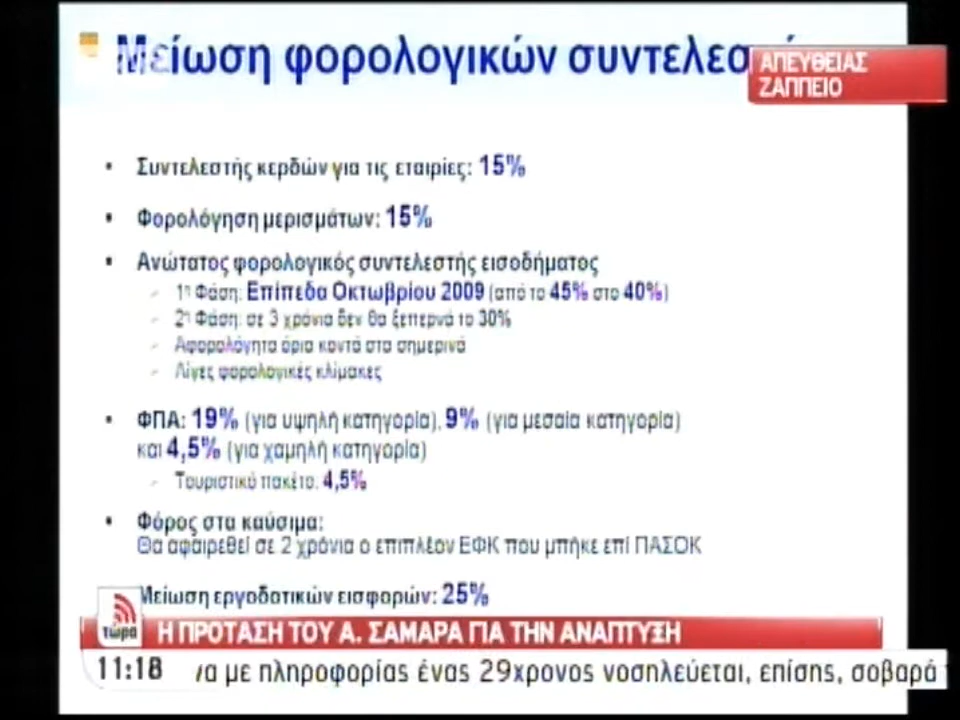 Μείωση φορολογικών
ΑΠΕΥΘΕΙΑΣ
ΖΑΠΠΕΙΟ
• Συντελεστής κερδών για τις εταιρίες: 15%
• Φορολόγηση μερισμάτων: 15%
• Ανώτατος φορολογικός συντελεστής εισοδήματος
1η Φάση: Επίπεδα Οκτωβρίου 2009 (από το 45% στο 40%)
2η Φάση: σε 3 χρόνια δεν θα ξεπερνά το 30%
Αφορολόγητα όρια κοντά στα σημερινά
Λίγες φορολογικές κλίμακες
• ΦΠΑ: 19% (για υψηλή κατηγορία), 9% (για μεσαία κατηγορία)
και 4,5% (για χαμηλή κατηγορία)
Τουριστικό πακέτο: 4,5%
• Φόρος στα καύσιμα:
Θα αφαιρεθεί σε 2 χρόνια ο επιπλέον ΕΦΚ που μπήκε επί ΠΑΣΟΚ
Μείωση εργοδοτικών εισφορών: 25%
τώρα
Η ΠΡΟΤΑΣΗ ΤΟΥ Α. ΣΑΜΑΡΑ ΓΙΑ ΤΗΝ ΑΝΑΠΤΥΞΗ
11:18 να με πληροφορίας ένας 29χρονος νοσηλεύεται, επίσης, σοβαρά